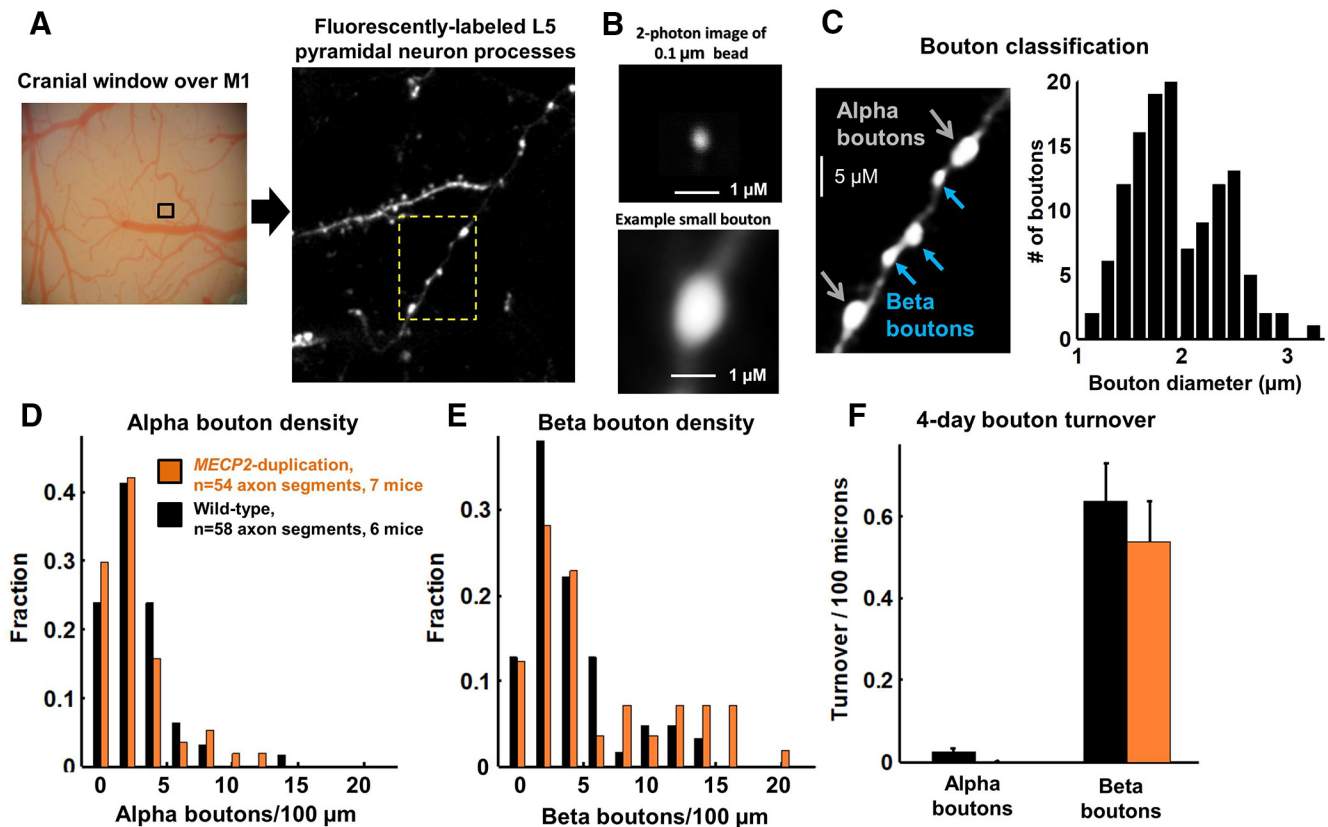 A
Cranial window over M1
Fluorescently-labeled L5
pyramidal neuron processes
B
2-photon image of
0.1 μm bead
1 μM
Example small bouton
1 μM
C
Bouton classification
Alpha
boutons
5 μM
Beta
boutons
# of boutons
20
15
10
5
0
1
2
3
Bouton diameter (μm)
D
Alpha bouton density
MECP2-duplication,
n=54 axon segments, 7 mice
Wild-type,
n=58 axon segments, 6 mice
Fraction
0.4
0.3
0.2
0.1
0
0
5
10
15
20
Alpha boutons/100 μm
E
Beta bouton density
Fraction
0.3
0.2
0.1
0
0
5
10
15
20
Beta boutons/100 μm
F
4-day bouton turnover
Turnover / 100 microns
0.6
0.4
0.2
0
Alpha
boutons
Beta
boutons